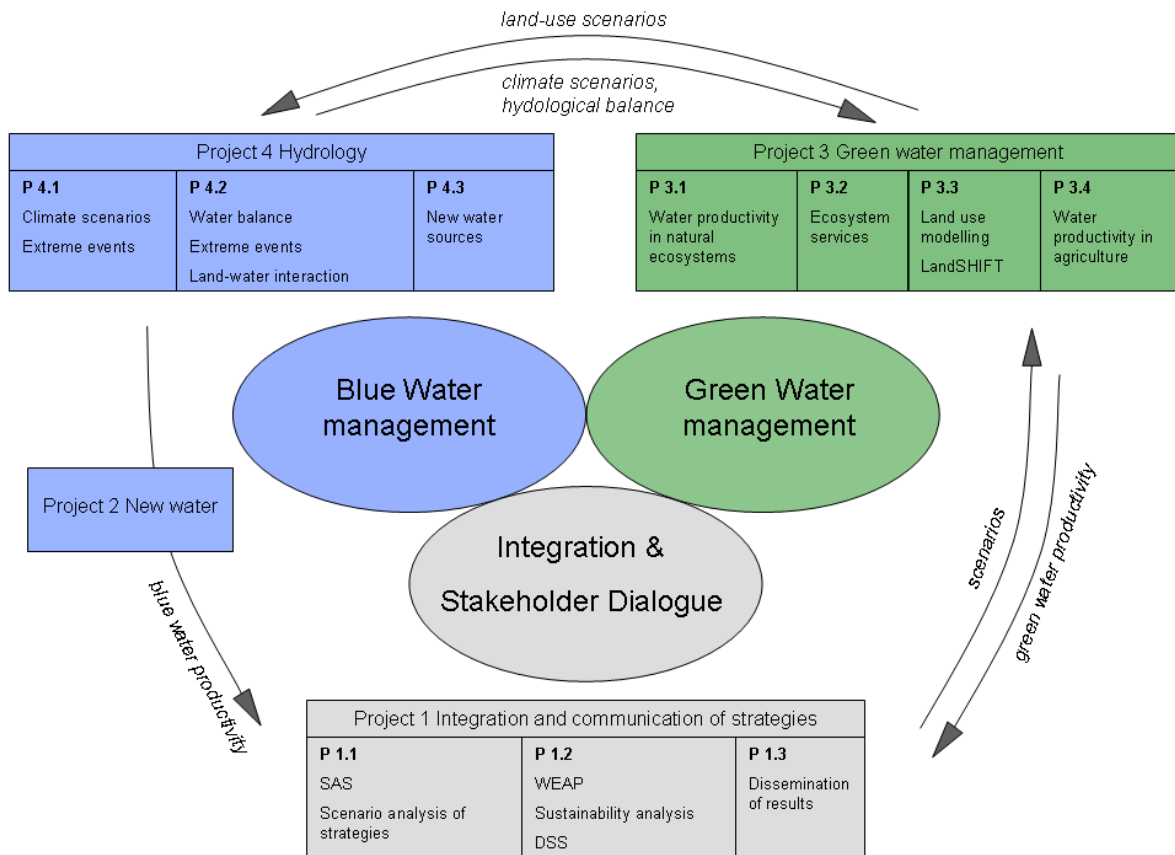 land-use scenarios
climate scenarios,
hydological balance
Project 4 Hydrology
P 4.1
Climate scenarios
Extreme events
P 4.2
Water balance
Extreme events
Land-water interaction
P 4.3
New water
sources
Project 3 Green water management
P 3.1
Water productivity
in natural
ecosystems
P 3.2
Ecosystem
services
P 3.3
Land use
modelling
LandSHIFT
P 3.4
Water
productivity in
agriculture
Blue Water
management
Green Water
management
Project 2 New water
Integration &
Stakeholder Dialogue
blue water productivity
scenarios
green water productivity
Project 1 Integration and communication of strategies
P 1.1
SAS
Scenario analysis of
strategies
P 1.2
WEAP
Sustainability analysis
DSS
P 1.3
Dissemination
of results